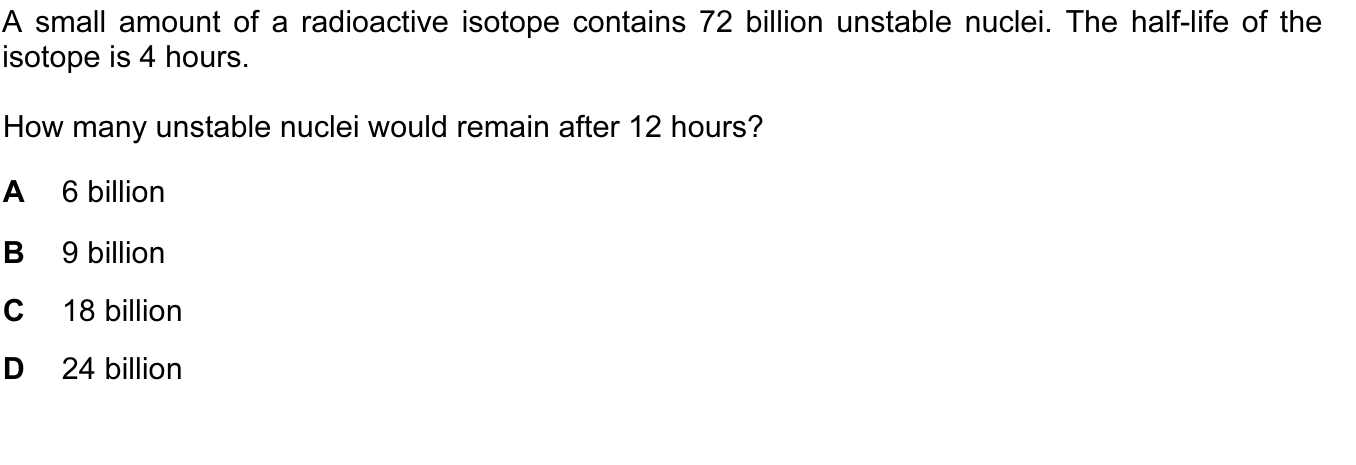 A small amount of a radioactive isotope contains 72 billion unstable nuclei. The half-life of the
isotope is 4 hours.
How many unstable nuclei would remain after 12 hours?
A 6 billion
B 9 billion
C 18 billion
D 24 billion